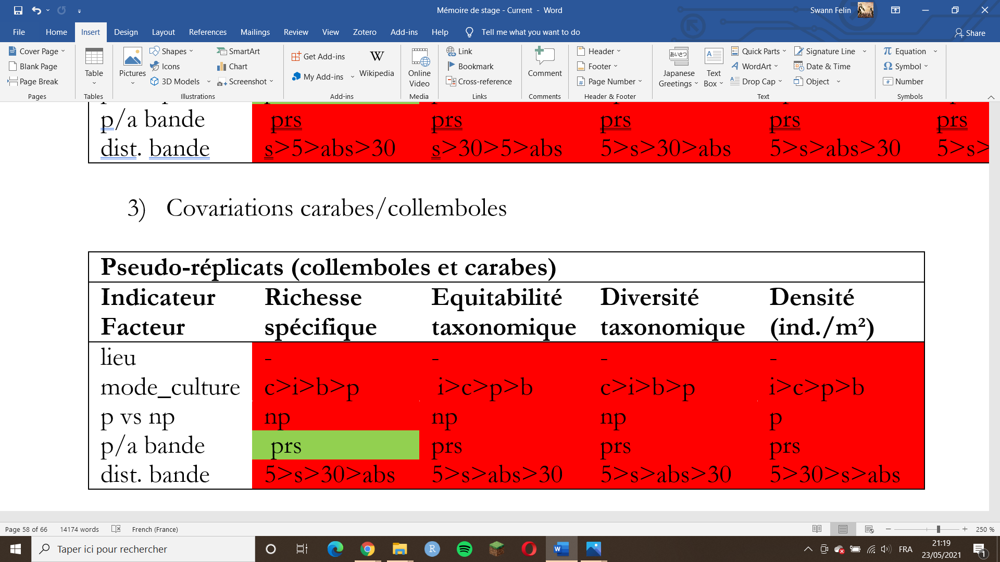 Mémoire de stage - Current - Word
Swann Felin
File Home Insert Design Layout References Mailings Review View Zotero Add-ins Help Tell me what you want to do
Share
Cover Page
Blank Page
Page Break
Pages
Table
Tables
Pictures
Shapes
Icons
3D Models
SmartArt
Chart
Screenshot
Illustrations
Get Add-ins
My Add-ins
W
Wikipedia
Add-ins
Online
Video
Media
Link
Bookmark
Cross-reference
Links
Comment
Comments
Header
Footer
Page Number
Header & Footer
あいさつ
Japanese
Greetings
Text
Box
Quick Parts
WordArt
Drop Cap
Signature Line
Date & Time
Object
Text
Equation
Symbol
Number
Symbols
p/a bande prs prs prs prs prs
dist. bande s>5>abs>30 s>30>5>abs 5>s>30>abs 5>s>abs>30 5>s>
3) Covariations carabes/collemboles
Pseudo-réplicats (collemboles et carabes)
Indicateur Richesse Equitabilité Diversité Densité
Facteur spécifique taxonomique taxonomique (ind./m²)
lieu - - - -
mode_culture c>i>b>p i>c>p>b c>i>b>p i>c>p>b
p vs np np np np p
p/a bande prs prs prs prs
dist. bande 5>s>30>abs 5>s>abs>30 5>s>abs>30 5>30>s>abs
Page 58 of 66 14174 words French (France)
250 %
Taper ici pour rechercher
FRA
21:19
23/05/2021
1